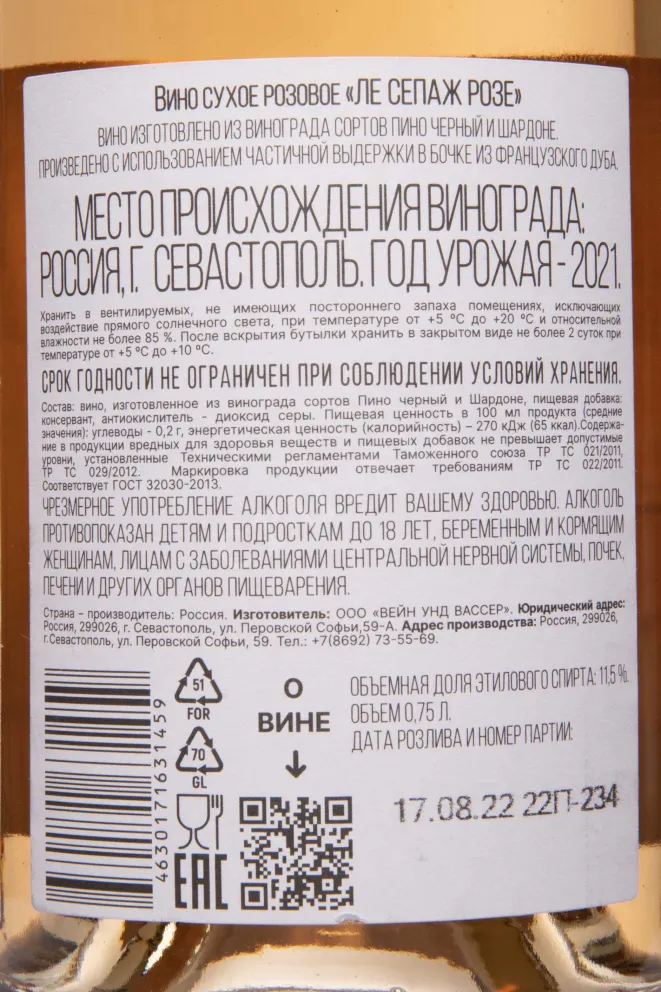 Вино сухое розовое «ЛЕ СЕПАЖ РОЗЕ»
ВИНО ИЗГОТОВЛЕНО ИЗ ВИНОГРАДА СОРТОВ ПИНО ЧЕРНЫЙ И ШАРДОНЕ.
ПРОИЗВЕДЕНО С ИСПОЛЬЗОВАНИЕМ ЧАСТИЧНОЙ ВЫДЕРЖКИ В БОЧКЕ ИЗ ФРАНЦУЗСКОГО ДУБА.
МЕСТО ПРОИСХОЖДЕНИЯ ВИНОГРАДА:
РОССИЯ, Г. СЕВАСТОПОЛЬ. ГОД УРОЖАЯ - 2021.
Хранить в вентилируемых, не имеющих постороннего запаха помещениях, исключающих
воздействие прямого солнечного света, при температуре от +5 ºС до +20 ºС и относительной
влажности не более 85 %. После вскрытия бутылки хранить в закрытом виде не более 2 суток при
температуре от +5 ºС до +10 ºС.
СРОК ГОДНОСТИ НЕ ОГРАНИЧЕН ПРИ СОБЛЮДЕНИИ УСЛОВИЙ ХРАНЕНИЯ.
Состав: вино, изготовленное из винограда сортов Пино черный и Шардоне, пищевая добавка:
консервант, антиокислитель - диоксид серы. Пищевая ценность в 100 мл продукта (средние
значения): углеводы - 0,2 г, энергетическая ценность (калорийность) – 270 кДж (65 ккал).Содержа-
ние в продукции вредных для здоровья веществ и пищевых добавок не превышает допустимые
уровни, установленные Техническими регламентами Таможенного союза ТР ТС 021/2011,
ТР ТС 029/2012. Маркировка продукции отвечает требованиям ТР ТС 022/2011.
Соответствует ГОСТ 32030-2013.
ЧРЕЗМЕРНОЕ УПОТРЕБЛЕНИЕ АЛКОГОЛЯ ВРЕДИТ ВАШЕМУ ЗДОРОВЬЮ. АЛКОГОЛЬ
ПРОТИВОПОКАЗАН ДЕТЯМ И ПОДРОСТКАМ ДО 18 ЛЕТ, БЕРЕМЕННЫМ И КОРМЯЩИМ
ЖЕНЩИНАМ, ЛИЦАМ С ЗАБОЛЕВАНИЯМИ ЦЕНТРАЛЬНОЙ НЕРВНОЙ СИСТЕМЫ, ПОЧЕК,
ПЕЧЕНИ И ДРУГИХ ОРГАНОВ ПИЩЕВАРЕНИЯ.
Страна - производитель: Россия. Изготовитель: ООО «ВЕЙН УНД ВАССЕР». Юридический адрес:
Россия, 299026, г. Севастополь, ул. Перовской Софьи,59-А. Адрес производства: Россия, 299026,
г.Севастополь, ул. Перовской Софьи, 59. Тел.: +7(8692) 73-55-69.
4630171631459
51
FOR
70
GL
EAC
О
ВИНЕ
ОБЪЕМНАЯ ДОЛЯ ЭТИЛОВОГО СПИРТА: 11,5 %.
ОБЪЕМ 0,75 Л.
ДАТА РОЗЛИВА И НОМЕР ПАРТИИ:
17.08.22 22П-234